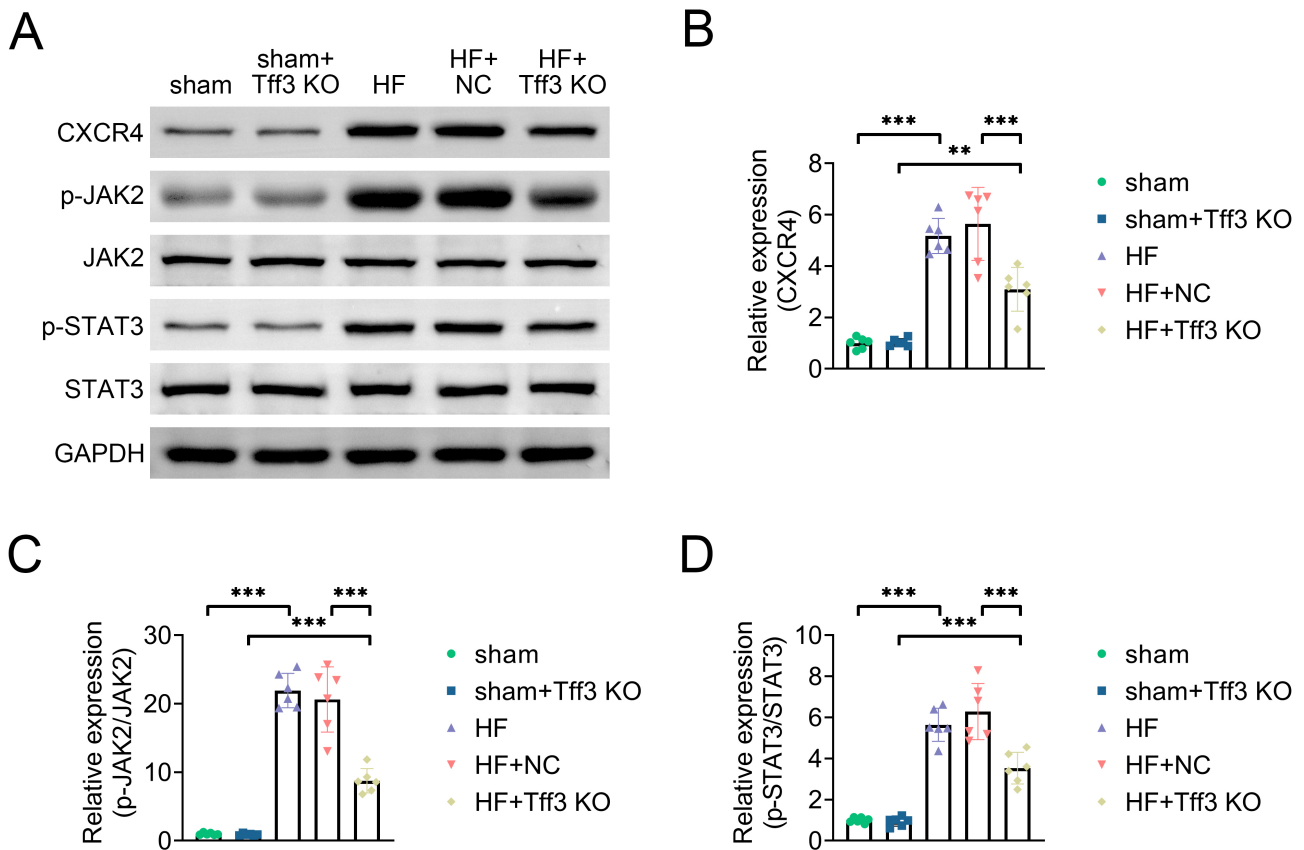 A
sham
sham+
Tff3 KO
HF
HF+
NC
HF+
Tff3 KO
CXCR4
p-JAK2
JAK2
p-STAT3
STAT3
GAPDH
B
Relative expression
(CXCR4)
8
6
4
2
0
***
***
**
sham
sham+Tff3 KO
HF
HF+NC
HF+Tff3 KO
C
Relative expression
(p-JAK2/JAK2)
30
20
10
0
***
***
***
sham
sham+Tff3 KO
HF
HF+NC
HF+Tff3 KO
D
Relative expression
(p-STAT3/STAT3)
10
8
6
4
2
0
***
***
***
sham
sham+Tff3 KO
HF
HF+NC
HF+Tff3 KO